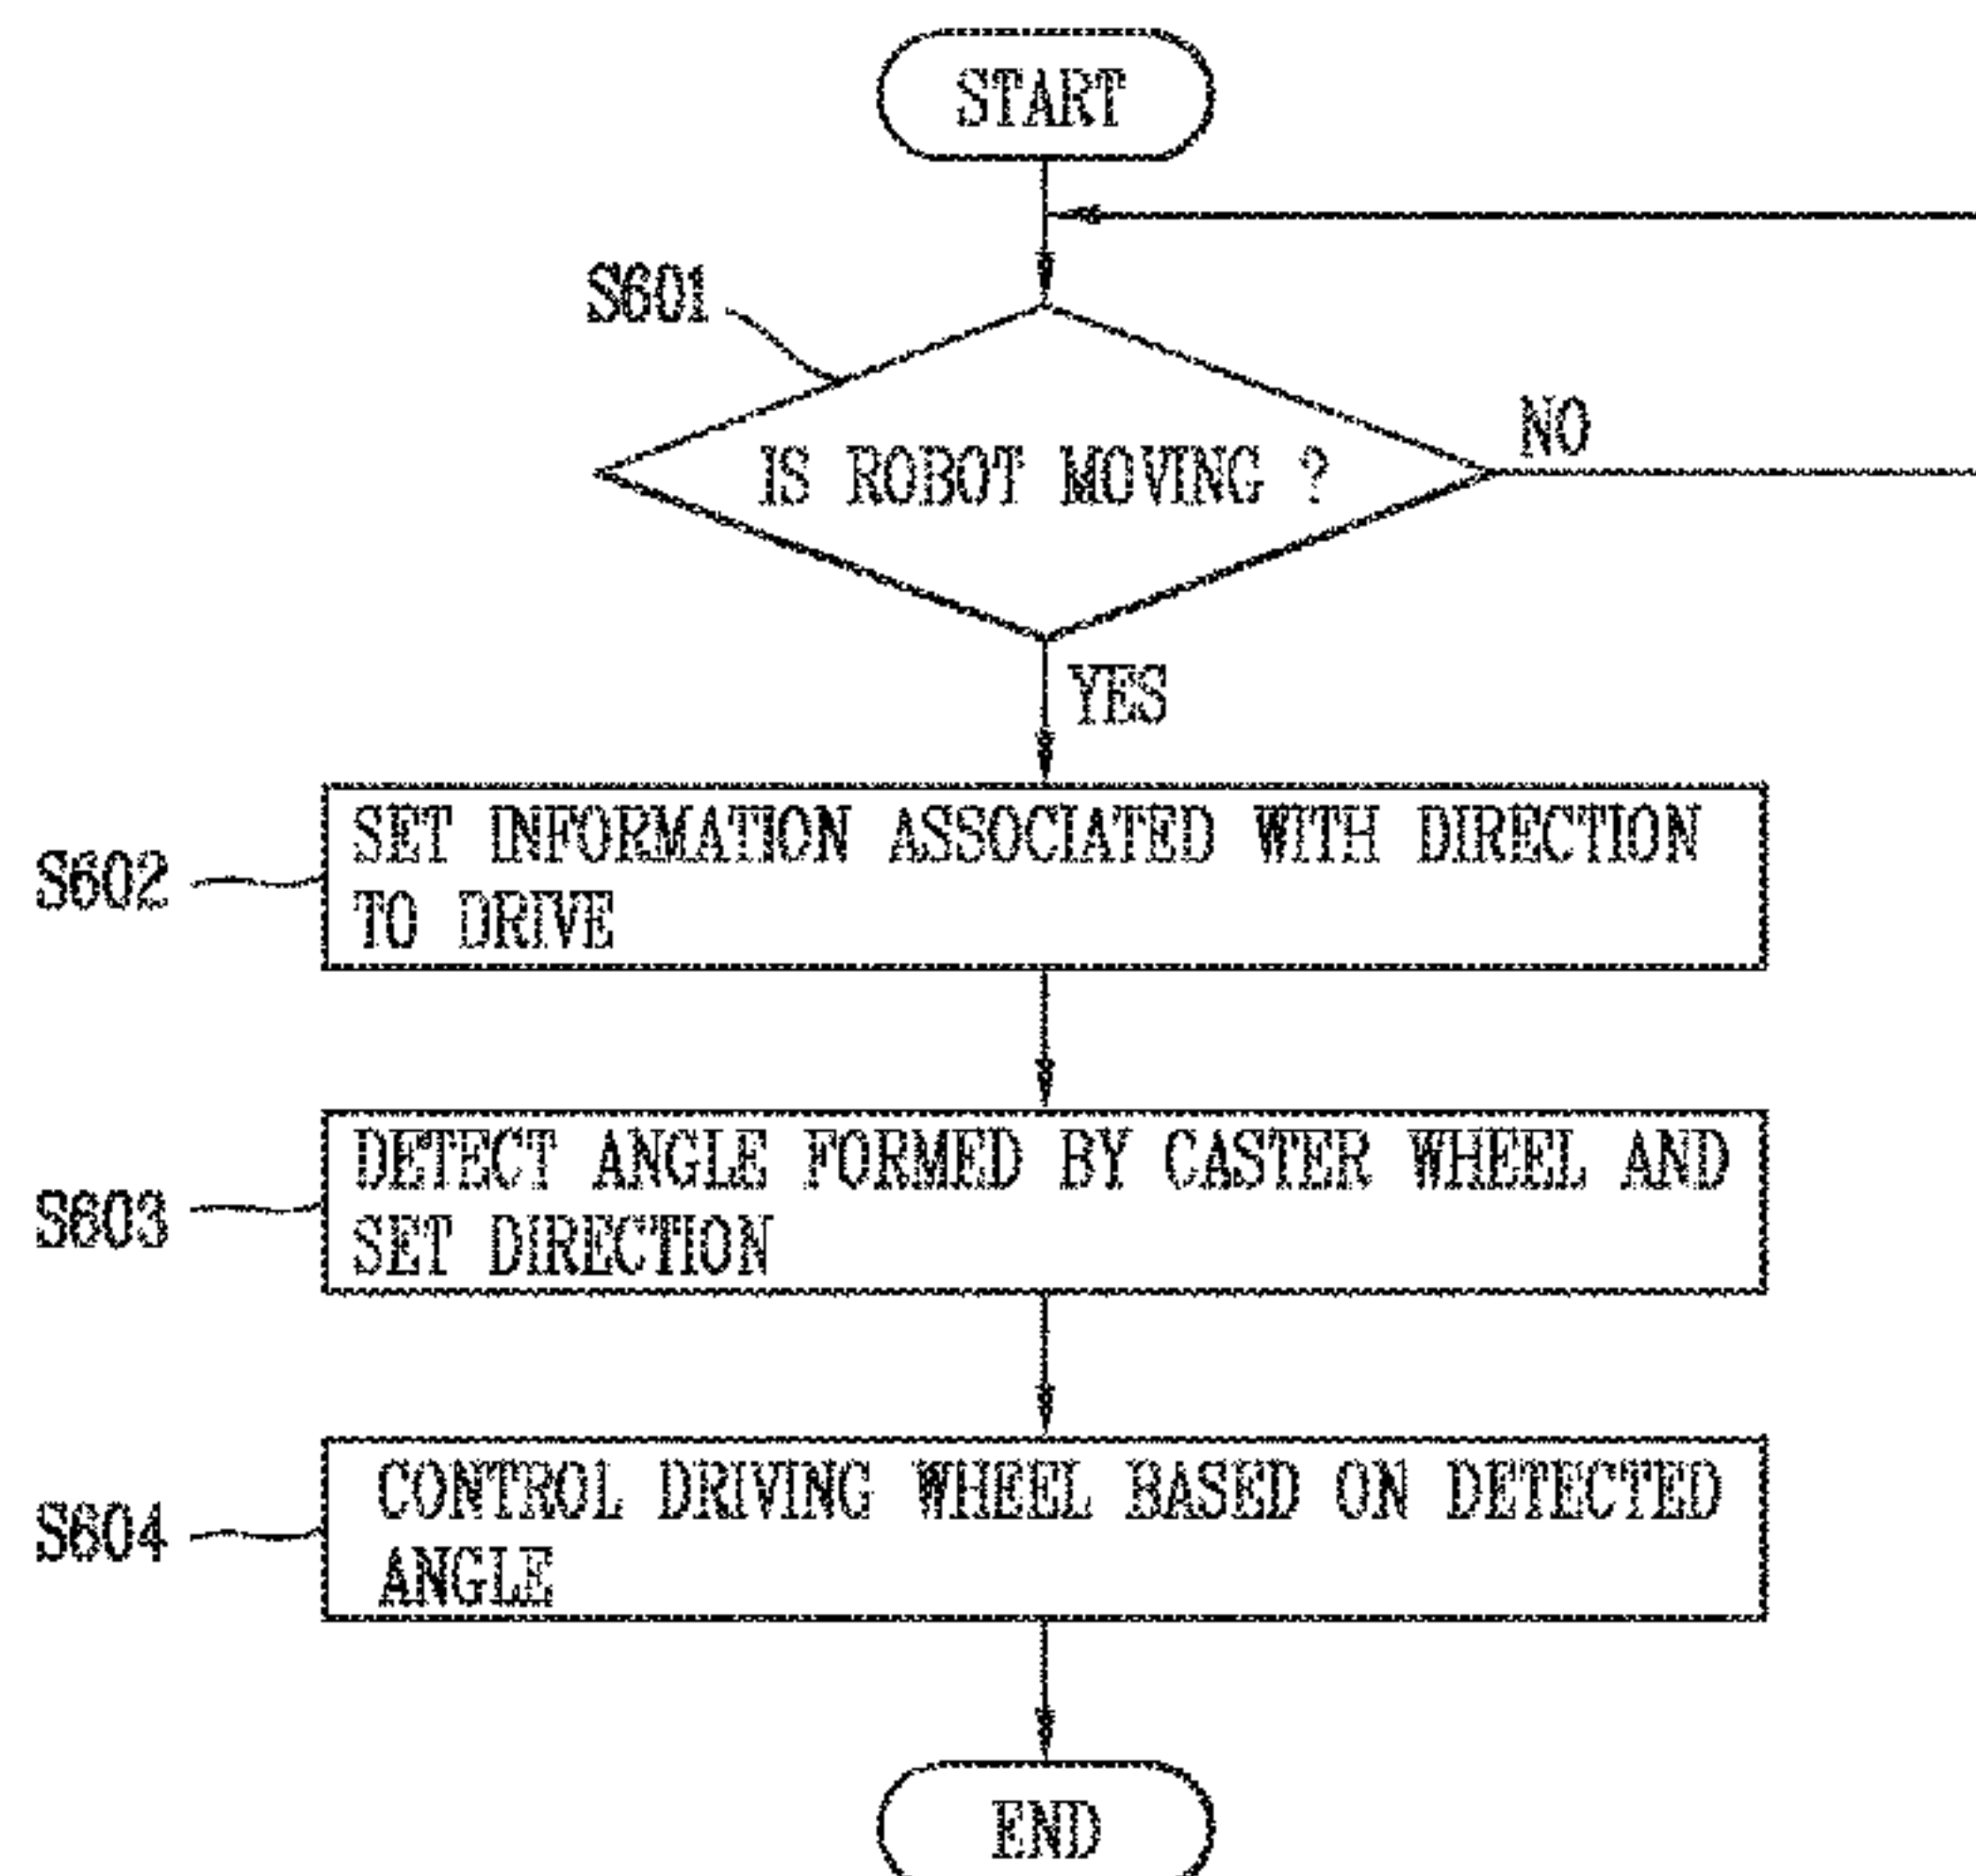 START
S601
IS ROBOT MOVING ?
NO
YES
S602
SET INFORMATION ASSOCIATED WITH DIRECTION
TO DRIVE
S603
DETECT ANGLE FORMED BY CASTER WHEEL AND
SET DIRECTION
S604
CONTROL DRIVING WHEEL BASED ON DETECTED
ANGLE
END